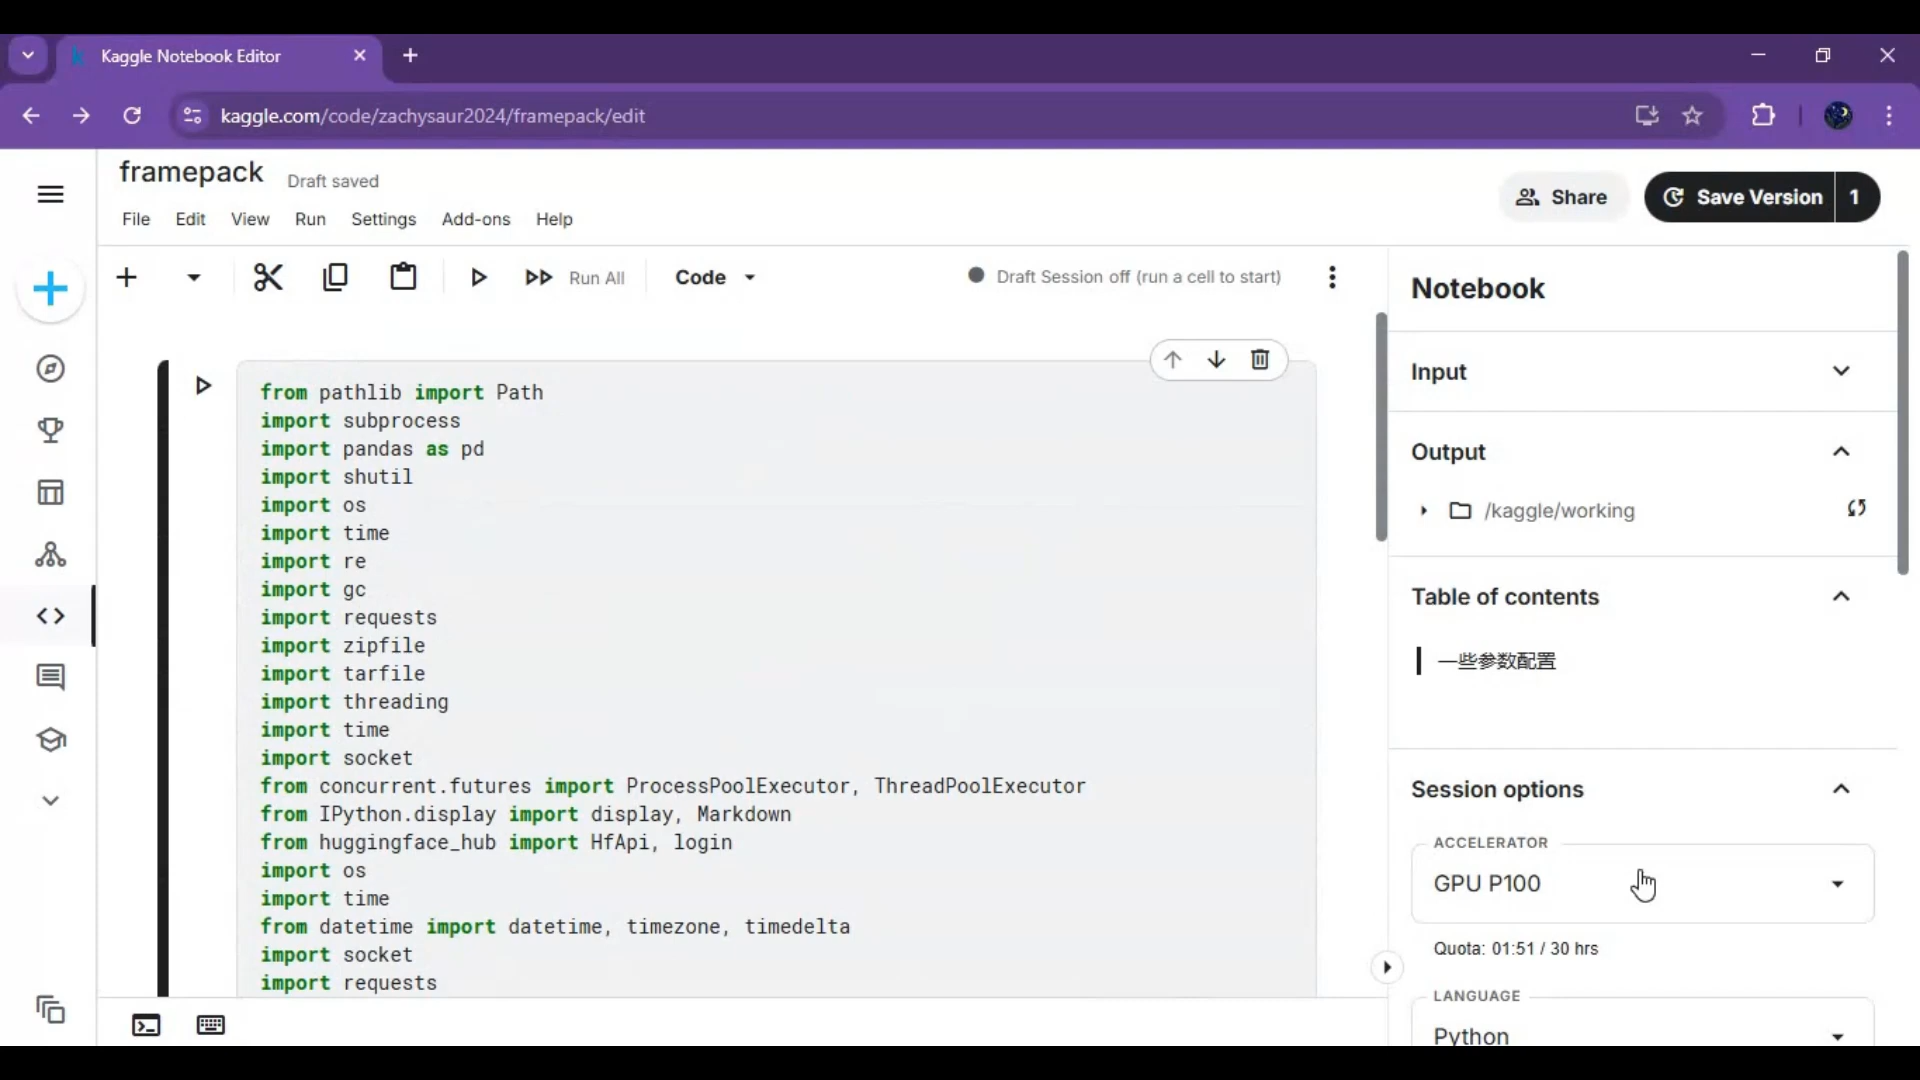 Kaggle Notebook Editor
kaggle.com/code/zachysaur2024/framepack/edit
framepack Draft saved
File Edit View Run Settings Add-ons Help
Share
Save Version 1
Run All Code
Draft Session off (run a cell to start)
from pathlib import Path
import subprocess
import pandas as pd
import shutil
import os
import time
import re
import gc
import requests
import zipfile
import tarfile
import threading
import time
import socket
from concurrent.futures import ProcessPoolExecutor, ThreadPoolExecutor
from IPython.display import display, Markdown
from huggingface_hub import HfApi, login
import os
import time
from datetime import datetime, timezone, timedelta
import socket
import requests
Notebook
Input
Output
/kaggle/working
Table of contents
一些参数配置
Session options
ACCELERATOR
GPU P100
Quota: 01:51 / 30 hrs
LANGUAGE
Python